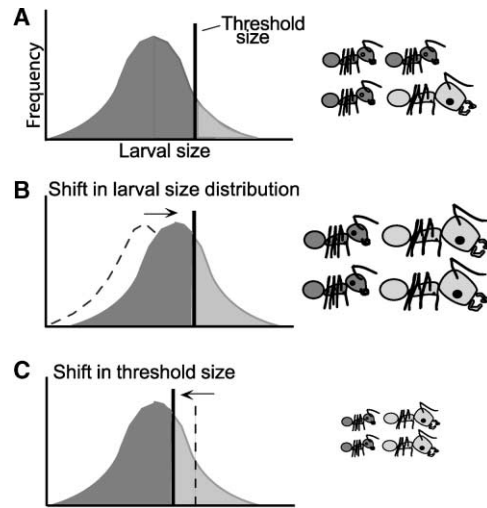 A
Threshold
size
Frequency
Larval size
B
Shift in larval size distribution
C
Shift in threshold size